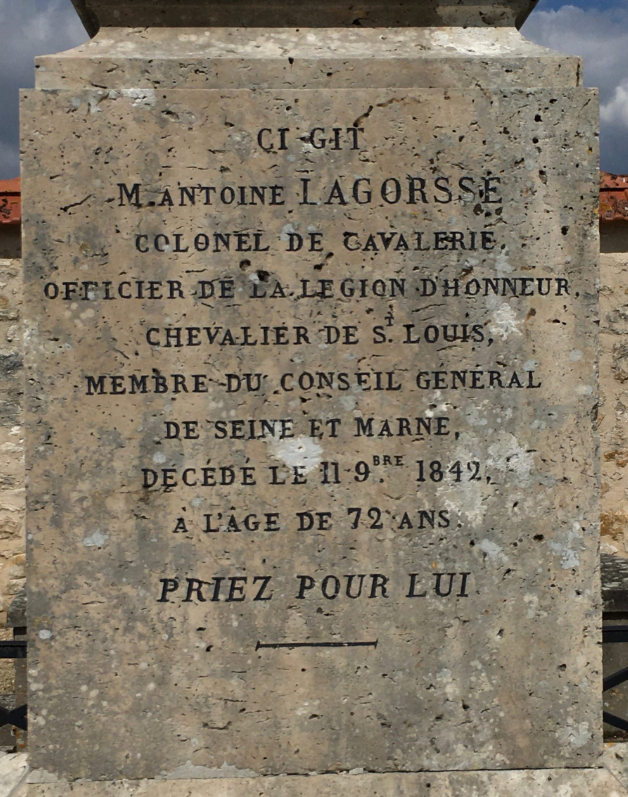 CI GIT
M. ANTOINE LAGORSSE
COLONEL DE CAVALERIE,
OFFICIER DE LA LEGION D'HONNEUR,
CHEVALIER DE S.T LOUIS,
MEMBRE DU CONSEIL GÉNÉRAL
DE SEINE ET MARNE,
DÉCÉDÉ LE 11 9.BRE 1842,
À L'ÂGE DE 72 ANS.
PRIEZ POUR LUI